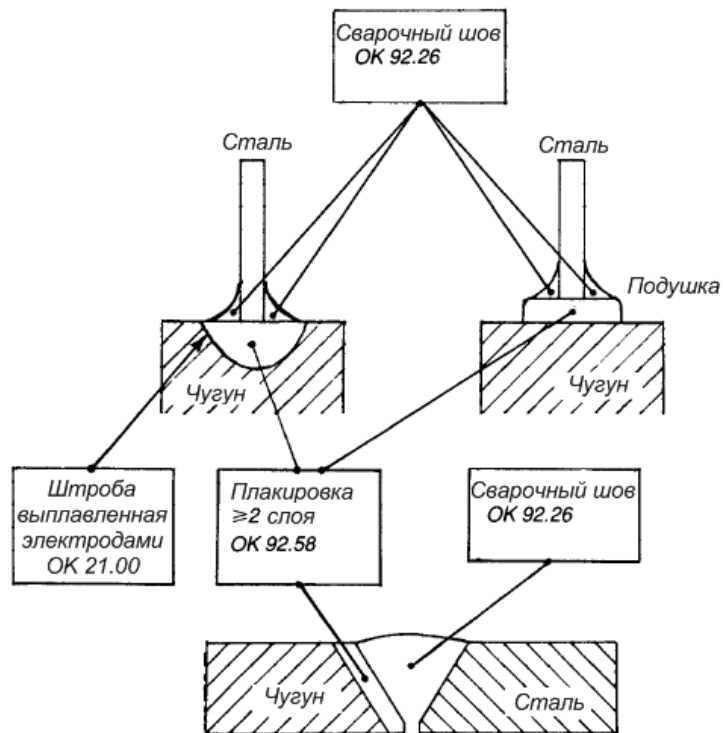 Сварочный шов
OK 92.26
Сталь
Сталь
Подушка
Чугун
Чугун
Штроба
выплавленная
электродами
OK 21.00
Плакировка
≥2 слоя
OK 92.58
Сварочный шов
OK 92.26
Чугун
Сталь